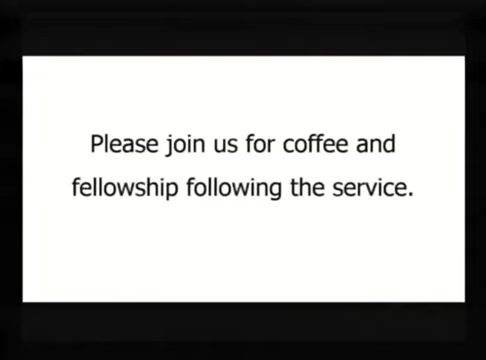 Please join us for coffee and
fellowship following the service.